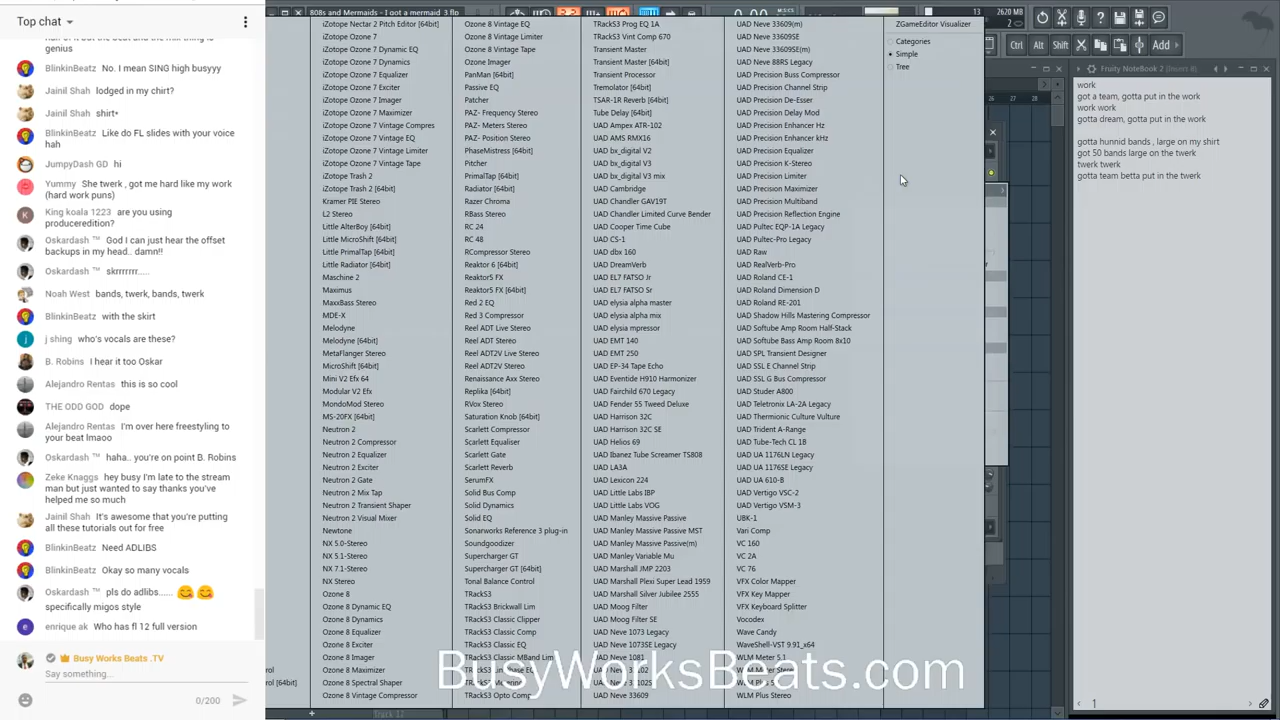 Top chat
genius
BlinkinBeatz No. I mean SING high busyyy
Jainil Shah lodged in my chirt?
Jainil Shah shirt*
BlinkinBeatz Like do FL slides with your voice
hah
JumpyDash GD hi
Yummy She twerk , got me hard like my work
(hard work puns)
King koala 1223 are you using
produceredition?
Oskardash ™ God I can just hear the offset
backups in my head.. damn!!
Oskardash ™ skrrrrrrr.....
Noah West bands, twerk, bands, twerk
BlinkinBeatz with the skirt
j shing who's vocals are these?
B. Robins I hear it too Oskar
Alejandro Rentas this is so cool
THE ODD GOD dope
Alejandro Rentas I'm over here freestyling to
your beat lmaoo
Oskardash ™ haha.. you're on point B. Robins
Zeke Knaggs hey busy I'm late to the stream
man but just wanted to say thanks you've
helped me so much
Jainil Shah It's awesome that you're putting
all these tutorials out for free
BlinkinBeatz Need ADLIBS
BlinkinBeatz Okay so many vocals
Oskardash ™ pls do adlibs......
specifically migos style
enrique ak Who has fl 12 full version
Busy Works Beats .TV
Say something...
0/200
808s and Mermaids - I got a mermaid 3
iZotope Nectar 2 Pitch Editor [64bit]
iZotope Ozone 7
iZotope Ozone 7 Dynamic EQ
iZotope Ozone 7 Dynamics
iZotope Ozone 7 Equalizer
iZotope Ozone 7 Exciter
iZotope Ozone 7 Imager
iZotope Ozone 7 Maximizer
iZotope Ozone 7 Vintage Compres
iZotope Ozone 7 Vintage EQ
iZotope Ozone 7 Vintage Limiter
iZotope Ozone 7 Vintage Tape
iZotope Trash 2
iZotope Trash 2 [64bit]
Kramer PIE Stereo
L2 Stereo
Little AlterBoy [64bit]
Little MicroShift [64bit]
Little PrimalTap [64bit]
Little Radiator [64bit]
Maschine 2
Maximus
MaxxBass Stereo
MDE-X
Melodyne
Melodyne [64bit]
MetaFlanger Stereo
MicroShift [64bit]
Mini V2 Efx 64
Modular V2 Efx
MondoMod Stereo
MS-20FX [64bit]
Neutron 2
Neutron 2 Compressor
Neutron 2 Equalizer
Neutron 2 Exciter
Neutron 2 Gate
Neutron 2 Mix Tap
Neutron 2 Transient Shaper
Neutron 2 Visual Mixer
Newtone
NX 5.0-Stereo
NX 5.1-Stereo
NX 7.1-Stereo
NX Stereo
Ozone 8
Ozone 8 Dynamic EQ
Ozone 8 Dynamics
Ozone 8 Equalizer
Ozone 8 Exciter
Ozone 8 Imager
Ozone 8 Maximizer
Ozone 8 Spectral Shaper
Ozone 8 Vintage Compressor
Ozone 8 Vintage EQ
Ozone 8 Vintage Limiter
Ozone 8 Vintage Tape
Ozone Imager
PanMan [64bit]
Passive EQ
Patcher
PAZ- Frequency Stereo
PAZ- Meters Stereo
PAZ- Position Stereo
PhaseMistress [64bit]
Pitcher
PrimalTap [64bit]
Radiator [64bit]
Razer Chroma
RBass Stereo
RC 24
RC 48
RCompressor Stereo
Reaktor 6 [64bit]
Reaktor5 FX
Reaktor5 FX [64bit]
Red 2 EQ
Red 3 Compressor
Reel ADT Live Stereo
Reel ADT Stereo
Reel ADT2V Live Stereo
Reel ADT2V Stereo
Renaissance Axx Stereo
Replika [64bit]
RVox Stereo
Saturation Knob [64bit]
Scarlett Compressor
Scarlett Equaliser
Scarlett Gate
Scarlett Reverb
SerumFX
Solid Bus Comp
Solid Dynamics
Solid EQ
Sonarworks Reference 3 plug-in
Soundgoodizer
Supercharger GT
Supercharger GT [64bit]
Tonal Balance Control
TRackS3
TRackS3 Brickwall Lim
TRackS3 Classic Clipper
TRackS3 Classic Comp
TRackS3 Classic EQ
TRackS3 Classic MBand Lim
TRackS3 Opto Comp
TRackS3 Prog EQ 1A
TRackS3 Vint Comp 670
Transient Master
Transient Master [64bit]
Transient Processor
Tremolator [64bit]
TSAR-1R Reverb [64bit]
Tube Delay [64bit]
UAD Ampex ATR-102
UAD AMS RMX16
UAD bx_digital V2
UAD bx_digital V3
UAD bx_digital V3 mix
UAD Cambridge
UAD Chandler GAV19T
UAD Chandler Limited Curve Bender
UAD Cooper Time Cube
UAD CS-1
UAD dbx 160
UAD DreamVerb
UAD EL7 FATSO Jr
UAD EL7 FATSO Sr
UAD elysia alpha master
UAD elysia alpha mix
UAD elysia mpressor
UAD EMT 140
UAD EMT 250
UAD EP-34 Tape Echo
UAD Eventide H910 Harmonizer
UAD Fairchild 670 Legacy
UAD Fender 55 Tweed Deluxe
UAD Harrison 32C
UAD Harrison 32C SE
UAD Helios 69
UAD Ibanez Tube Screamer TS808
UAD LA3A
UAD Lexicon 224
UAD Little Labs IBP
UAD Little Labs VOG
UAD Manley Massive Passive
UAD Manley Massive Passive MST
UAD Manley Massive Passive(m)
UAD Manley Variable Mu
UAD Marshall JMP 2203
UAD Marshall Plexi Super Lead 1959
UAD Marshall Silver Jubilee 2555
UAD Moog Filter
UAD Moog Filter SE
UAD Neve 1073 Legacy
UAD Neve 1073SE Legacy
UAD Neve 1081
UAD Neve 33609
UAD Neve 33609(m)
UAD Neve 33609SE
UAD Neve 33609SE(m)
UAD Neve 88RS Legacy
UAD Precision Buss Compressor
UAD Precision Channel Strip
UAD Precision De-Esser
UAD Precision Delay Mod
UAD Precision Enhancer Hz
UAD Precision Enhancer kHz
UAD Precision Equalizer
UAD Precision K-Stereo
UAD Precision Limiter
UAD Precision Maximizer
UAD Precision Multiband
UAD Precision Reflection Engine
UAD Pultec EQP-1A Legacy
UAD Pultec-Pro Legacy
UAD Raw
UAD RealVerb-Pro
UAD Roland CE-1
UAD Roland Dimension D
UAD Roland RE-201
UAD Shadow Hills Mastering Compressor
UAD Softube Amp Room Half-Stack
UAD Softube Bass Amp Room 8x10
UAD SPL Transient Designer
UAD SSL E Channel Strip
UAD SSL G Bus Compressor
UAD Studer A800
UAD Teletronix LA-2A Legacy
UAD Thermionic Culture Vulture
UAD Trident A-Range
UAD Tube-Tech CL 1B
UAD UA 1176LN Legacy
UAD UA 1176SE Legacy
UAD UA 610-B
UAD Vertigo VSC-2
UAD Vertigo VSM-3
UBK-1
Vari Comp
VC 160
VC 2A
VC 76
VFX Color Mapper
VFX Key Mapper
VFX Keyboard Splitter
Vocodex
Wave Candy
WaveShell-VST 9.91_x64
WLM Meter 5.1
WLM Meter Stereo
WLM Plus Stereo
ZGameEditor Visualizer
Categories
Simple
Tree
13
2620 MB
2
Ctrl Alt Shift
Add
26 27 28
Fruity NoteBook 2
work
got a team, gotta put in the work
work work
gotta dream, gotta put in the work
gotta hunnid bands , large on my shirt
got 50 bands large on the twerk
twerk twerk
gotta team betta put in the twerk
1
Track 17
BusyWorksBeats.com